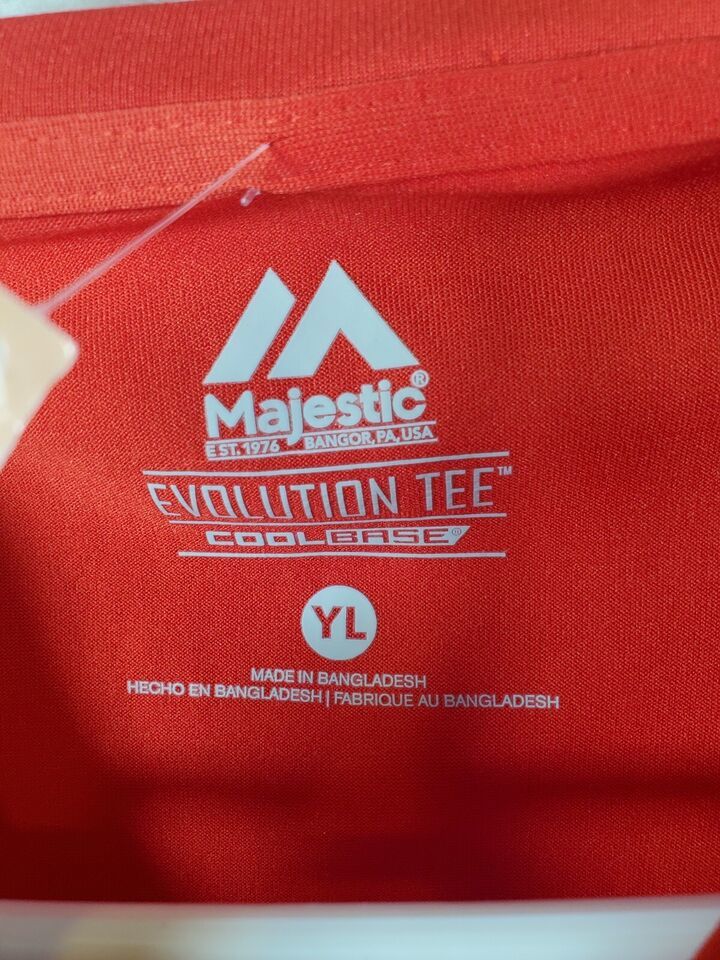 Majestic®
EST. 1976 BANGOR, PA, USA
EVOLUTION TEE™
COOLBASE®
YL
MADE IN BANGLADESH
HECHO EN BANGLADESH | FABRIQUE AU BANGLADESH